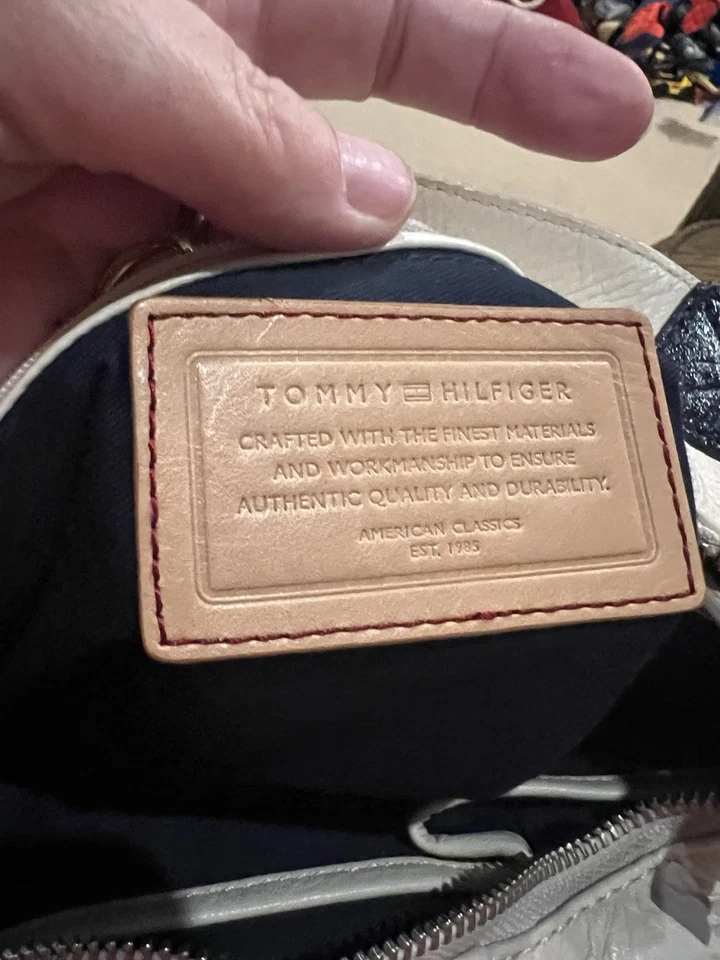 TOMMY HILFIGER
CRAFTED WITH THE FINEST MATERIALS
AND WORKMANSHIP TO ENSURE
AUTHENTIC QUALITY AND DURABILITY.
AMERICAN CLASSICS
EST. 1985